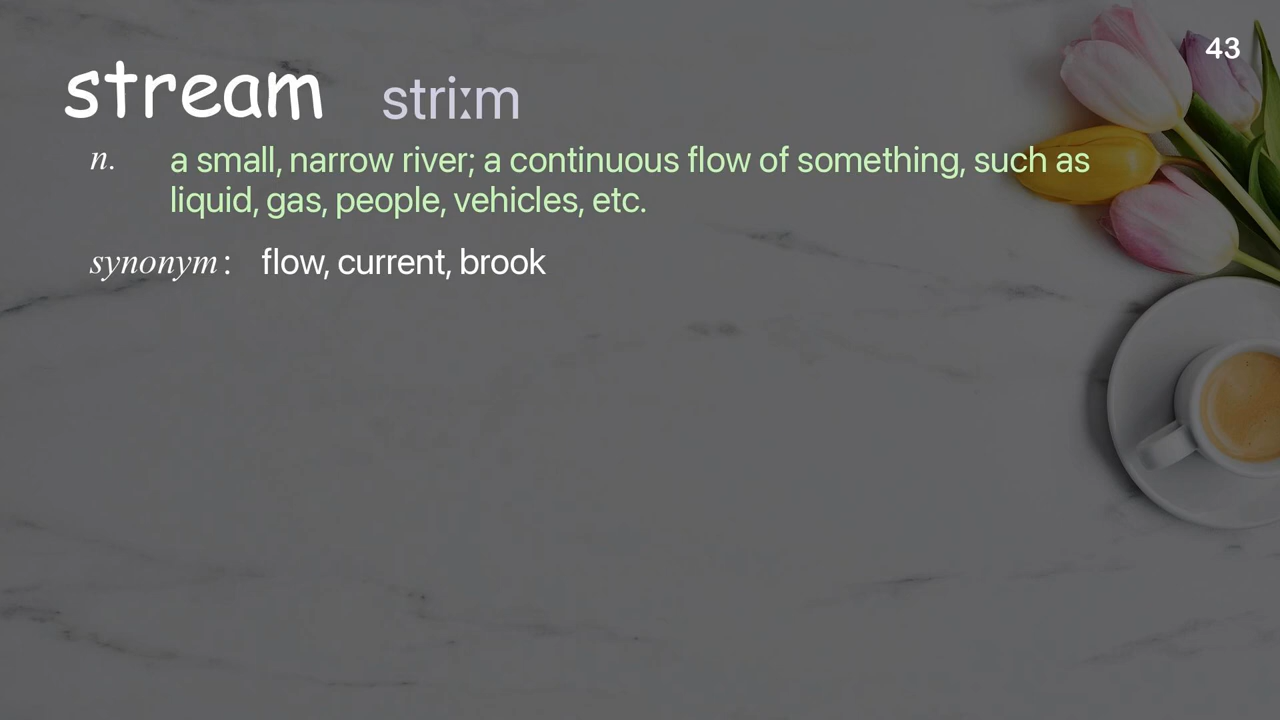 43
stream striːm
n. a small, narrow river; a continuous flow of something, such as
liquid, gas, people, vehicles, etc.
synonym: flow, current, brook